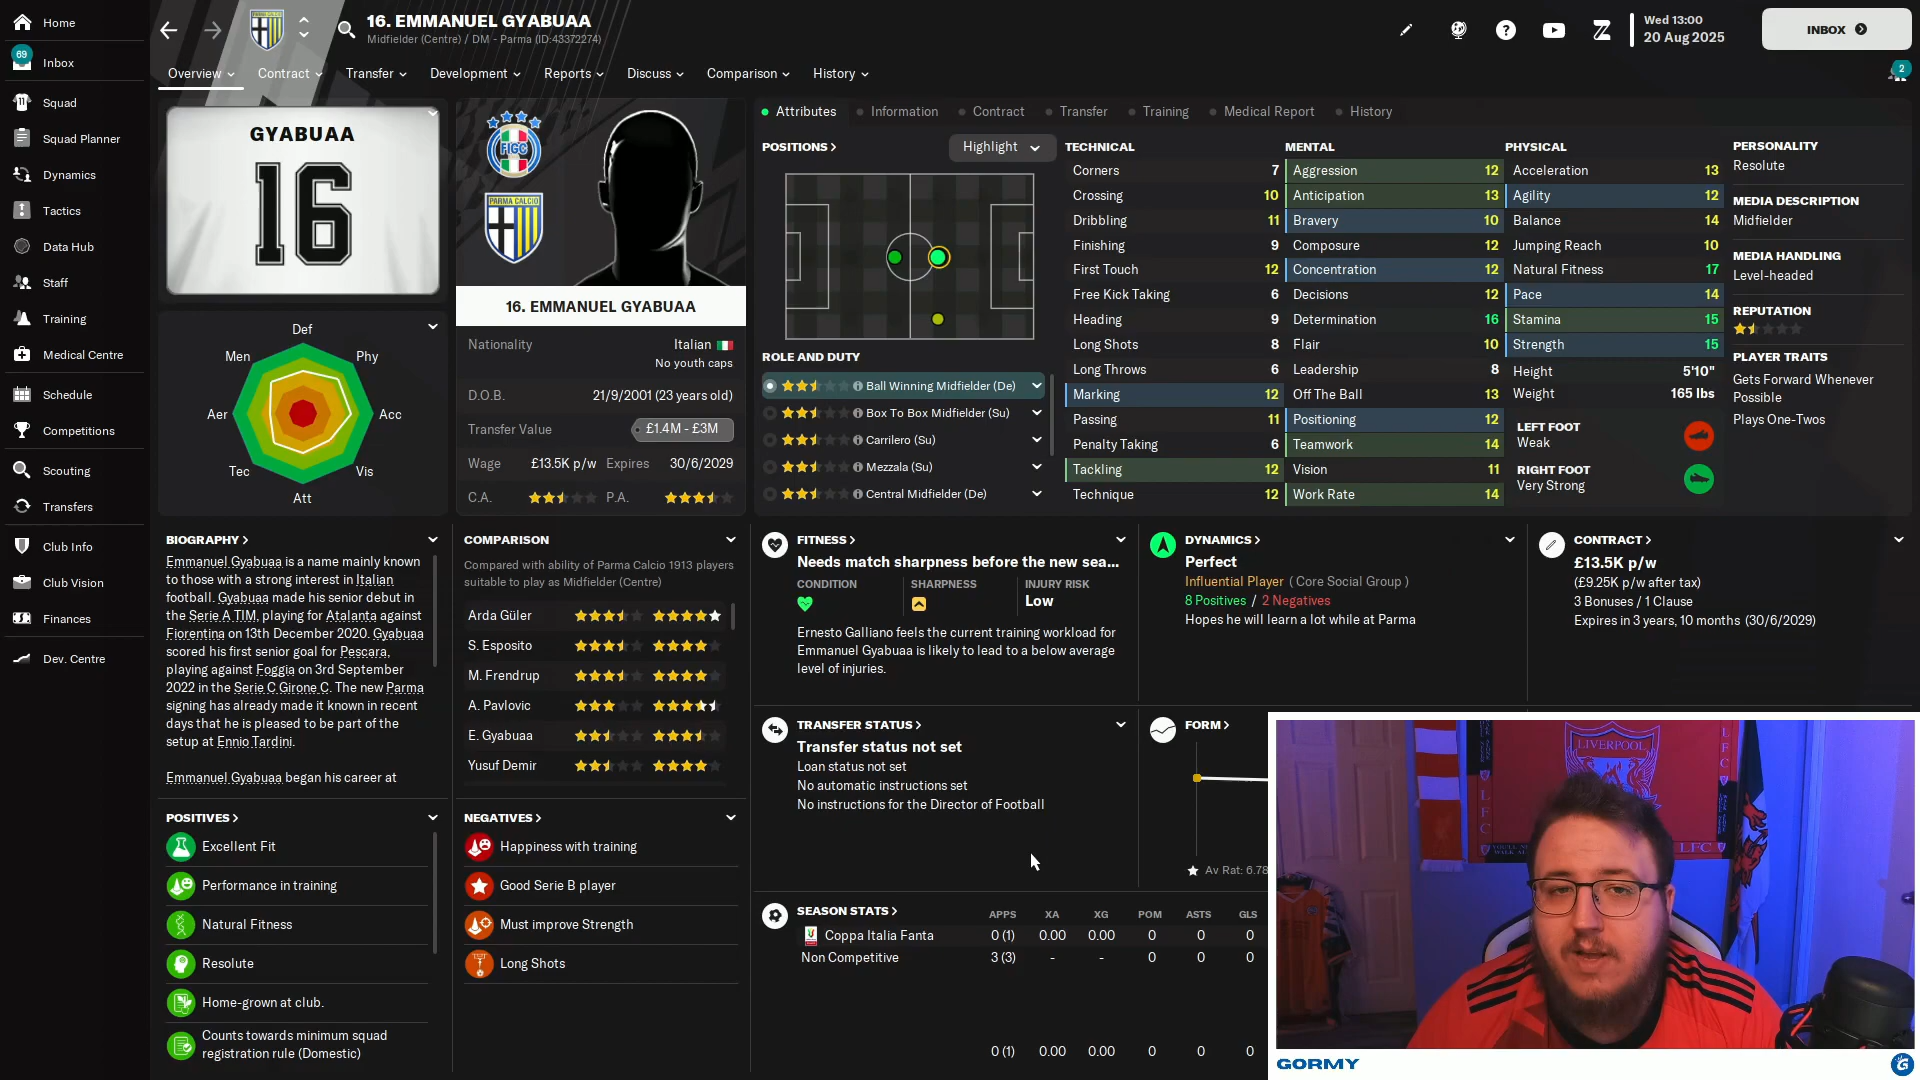 Home
Inbox
69
Squad
Squad Planner
Dynamics
Tactics
Data Hub
Staff
Training
Medical Centre
Schedule
Competitions
Scouting
Transfers
Club Info
Club Vision
Finances
Dev. Centre
16. EMMANUEL GYABUAA
Midfielder (Centre) / DM - Parma (ID:43372274)
Wed 13:00
20 Aug 2025
INBOX
2
Overview
Contract
Transfer
Development
Reports
Discuss
Comparison
History
GYABUAA
16
Def
Men
Phy
Aer
Acc
Tec
Vis
Att
FIGC
PARMA CALCIO
16. EMMANUEL GYABUAA
Nationality Italian
No youth caps
D.O.B. 21/9/2001 (23 years old)
Transfer Value £1.4M - £3M
Wage £13.5K p/w Expires 30/6/2029
C.A. P.A.
Attributes
Information
Contract
Transfer
Training
Medical Report
History
POSITIONS
Highlight
ROLE AND DUTY
Ball Winning Midfielder (De)
Box To Box Midfielder (Su)
Carrilero (Su)
Mezzala (Su)
Central Midfielder (De)
TECHNICAL
Corners 7
Crossing 10
Dribbling 11
Finishing 9
First Touch 12
Free Kick Taking 6
Heading 9
Long Shots 8
Long Throws 6
Marking 12
Passing 11
Penalty Taking 6
Tackling 12
Technique 12
MENTAL
Aggression 12
Anticipation 13
Bravery 10
Composure 12
Concentration 12
Decisions 12
Determination 16
Flair 10
Leadership 8
Off The Ball 13
Positioning 12
Teamwork 14
Vision 11
Work Rate 14
PHYSICAL
Acceleration 13
Agility 12
Balance 14
Jumping Reach 10
Natural Fitness 17
Pace 14
Stamina 15
Strength 15
Height 5'10"
Weight 165 lbs
LEFT FOOT
Weak
RIGHT FOOT
Very Strong
PERSONALITY
Resolute
MEDIA DESCRIPTION
Midfielder
MEDIA HANDLING
Level-headed
REPUTATION
PLAYER TRAITS
Gets Forward Whenever
Possible
Plays One-Twos
BIOGRAPHY
Emmanuel Gyabuaa is a name mainly known
to those with a strong interest in Italian
football. Gyabuaa made his senior debut in
the Serie A TIM, playing for Atalanta against
Fiorentina on 13th December 2020. Gyabuaa
scored his first senior goal for Pescara,
playing against Foggia on 3rd September
2022 in the Serie C Girone C. The new Parma
signing has already made it known in recent
days that he is pleased to be part of the
setup at Ennio Tardini.
Emmanuel Gyabuaa began his career at
COMPARISON
Compared with ability of Parma Calcio 1913 players
suitable to play as Midfielder (Centre)
Arda Güler
S. Esposito
M. Frendrup
A. Pavlovic
E. Gyabuaa
Yusuf Demir
FITNESS
Needs match sharpness before the new sea...
CONDITION
SHARPNESS
INJURY RISK
Low
Ernesto Galliano feels the current training workload for
Emmanuel Gyabuaa is likely to lead to a below average
level of injuries.
DYNAMICS
Perfect
Influential Player ( Core Social Group )
8 Positives / 2 Negatives
Hopes he will learn a lot while at Parma
CONTRACT
£13.5K p/w
(£9.25K p/w after tax)
3 Bonuses / 1 Clause
Expires in 3 years, 10 months (30/6/2029)
TRANSFER STATUS
Transfer status not set
Loan status not set
No automatic instructions set
No instructions for the Director of Football
FORM
Av Rat: 6.78
POSITIVES
Excellent Fit
Performance in training
Natural Fitness
Resolute
Home-grown at club.
Counts towards minimum squad
registration rule (Domestic)
NEGATIVES
Happiness with training
Good Serie B player
Must improve Strength
Long Shots
SEASON STATS APPS XA XG POM ASTS GLS
Coppa Italia Fanta 0 (1) 0.00 0.00 0 0 0
Non Competitive 3 (3) - - 0 0 0
0 (1) 0.00 0.00 0 0 0
LIVERPOOL
LFC
GORMY